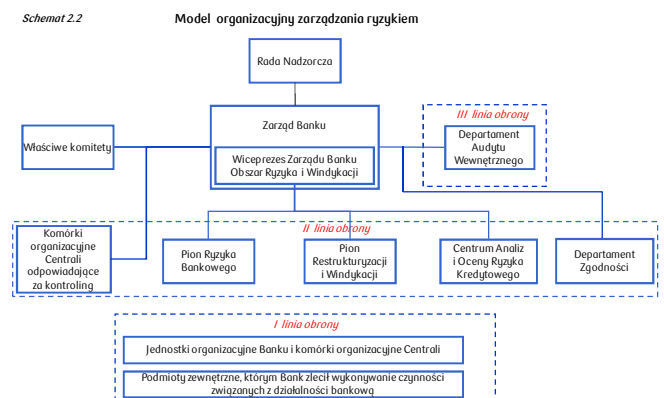 Schemat 2.2
Model organizacyjny zarządzania ryzykiem
Rada Nadzorcza
Zarząd Banku
Wiceprezes Zarządu Banku
Obszar Ryzyka i Windykacji
Właściwe komitety
III linia obrony
Departament
Audytu
Wewnętrznego
II linia obrony
Komórki
organizacyjne
Centrali
odpowiadające
za kontroling
Pion Ryzyka
Bankowego
Pion
Restrukturyzacji
i Windykacji
Centrum Analiz
i Oceny Ryzyka
Kredytowego
Departament
Zgodności
I linia obrony
Jednostki organizacyjne Banku i komórki organizacyjne Centrali
Podmioty zewnętrzne, którym Bank zlecił wykonywanie czynności
związanych z działalności bankową